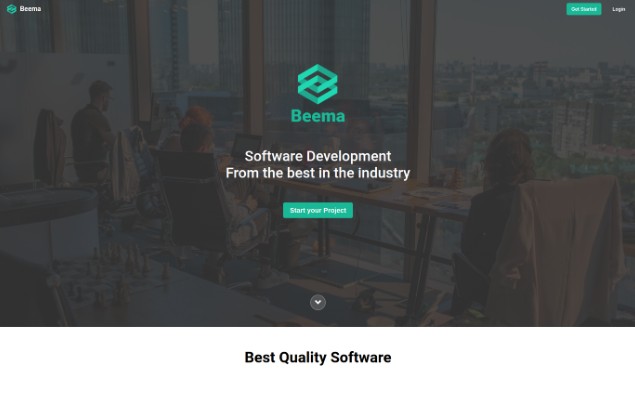 Beema
Get Started
Login
Beema
Software Development
From the best in the industry
Start your Project
Best Quality Software